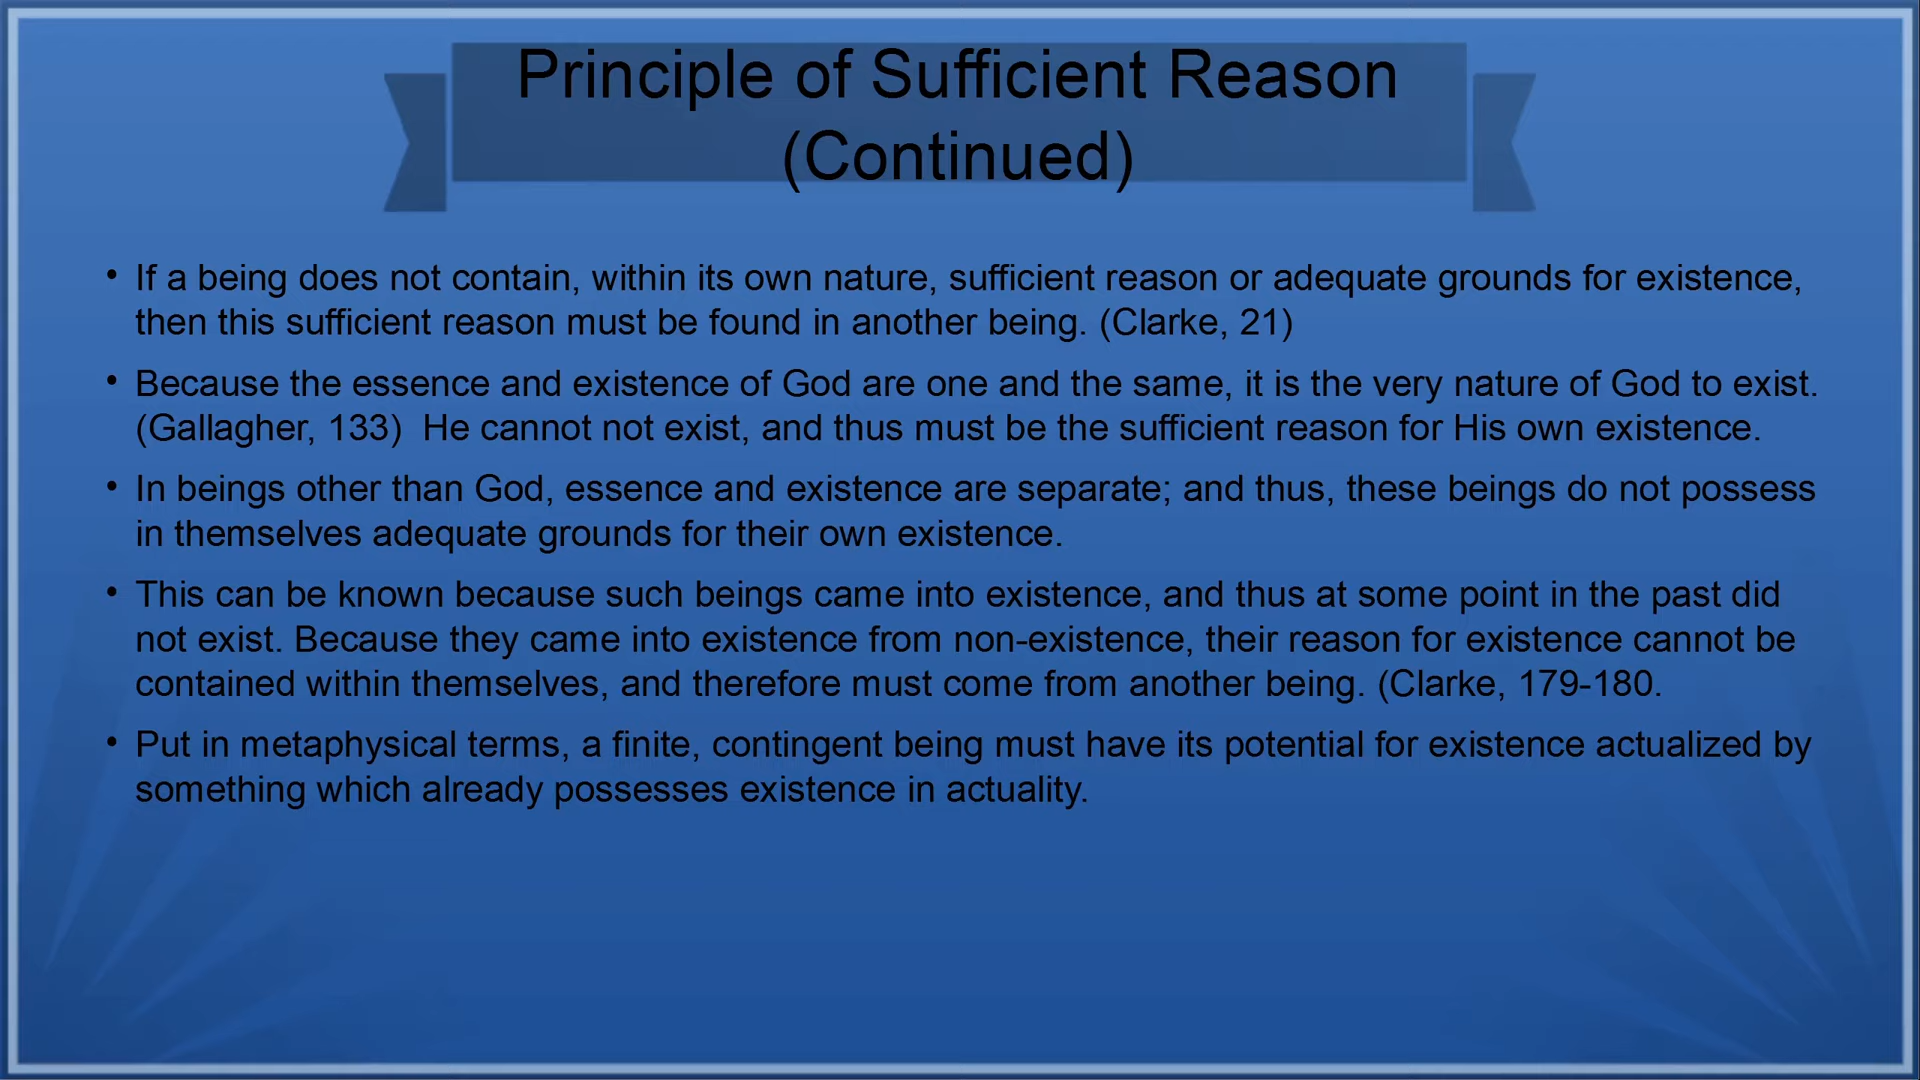 Principle of Sufficient Reason
(Continued)
• If a being does not contain, within its own nature, sufficient reason or adequate grounds for existence,
then this sufficient reason must be found in another being. (Clarke, 21)
• Because the essence and existence of God are one and the same, it is the very nature of God to exist.
(Gallagher, 133)  He cannot not exist, and thus must be the sufficient reason for His own existence.
• In beings other than God, essence and existence are separate; and thus, these beings do not possess
in themselves adequate grounds for their own existence.
• This can be known because such beings came into existence, and thus at some point in the past did
not exist. Because they came into existence from non-existence, their reason for existence cannot be
contained within themselves, and therefore must come from another being. (Clarke, 179-180.
• Put in metaphysical terms, a finite, contingent being must have its potential for existence actualized by
something which already possesses existence in actuality.